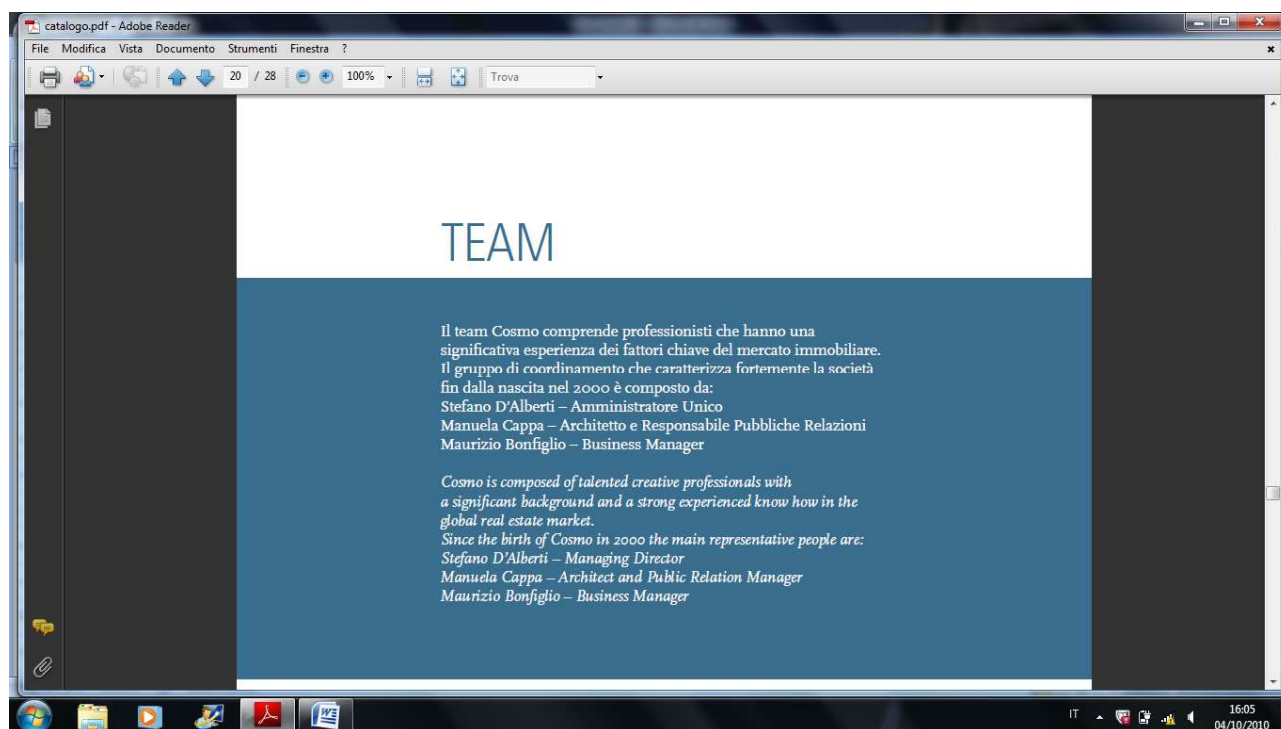 catalogo.pdf - Adobe Reader
File Modifica Vista Documento Strumenti Finestra ?
20 / 28 100% Trova
TEAM
Il team Cosmo comprende professionisti che hanno una
significativa esperienza dei fattori chiave del mercato immobiliare.
Il gruppo di coordinamento che caratterizza fortemente la società
fin dalla nascita nel 2000 è composto da:
Stefano D'Alberti – Amministratore Unico
Manuela Cappa – Architetto e Responsabile Pubbliche Relazioni
Maurizio Bonfiglio – Business Manager
Cosmo is composed of talented creative professionals with
a significant background and a strong experienced know how in the
global real estate market.
Since the birth of Cosmo in 2000 the main representative people are:
Stefano D'Alberti – Managing Director
Manuela Cappa – Architect and Public Relation Manager
Maurizio Bonfiglio – Business Manager
IT
16:05
04/10/2010